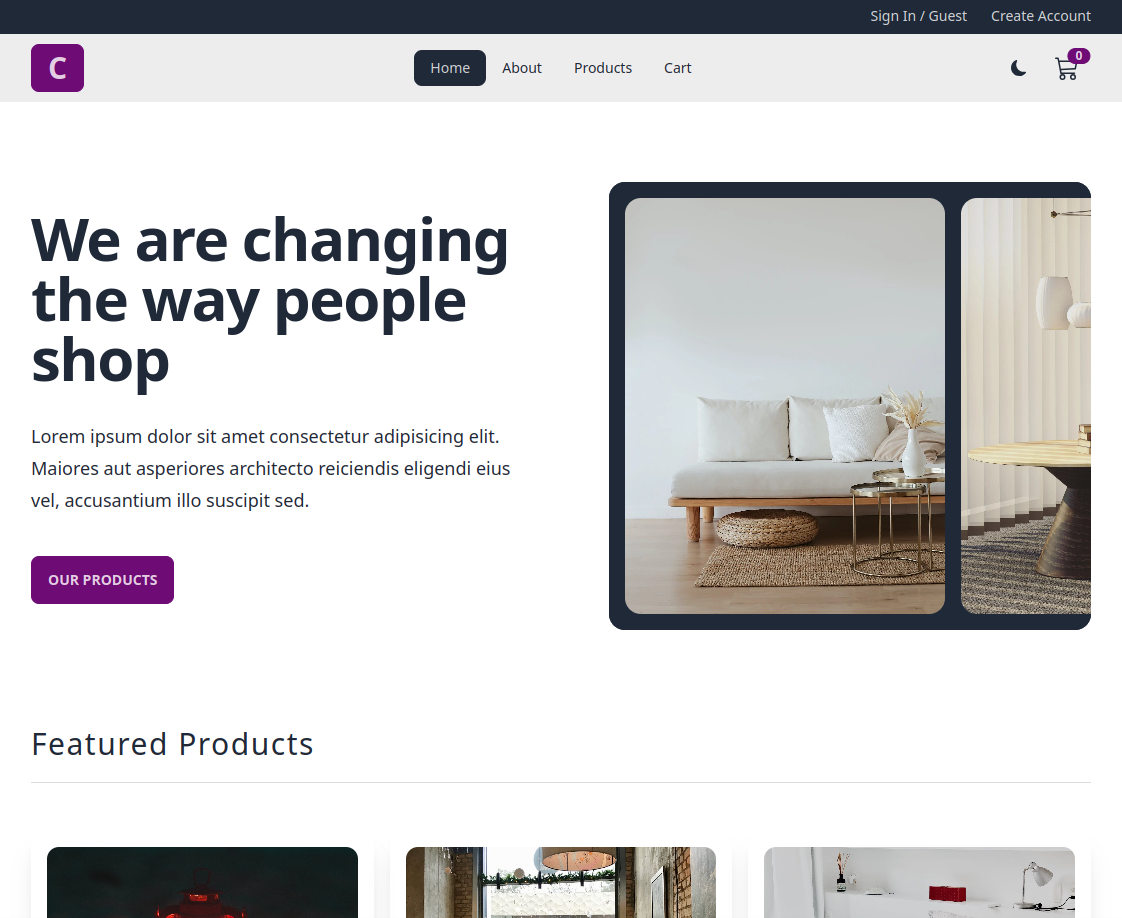 Sign In / Guest
Create Account
C
Home
About
Products
Cart
0
We are changing
the way people
shop
Lorem ipsum dolor sit amet consectetur adipisicing elit.
Maiores aut asperiores architecto reiciendis eligendi eius
vel, accusantium illo suscipit sed.
OUR PRODUCTS
Featured Products